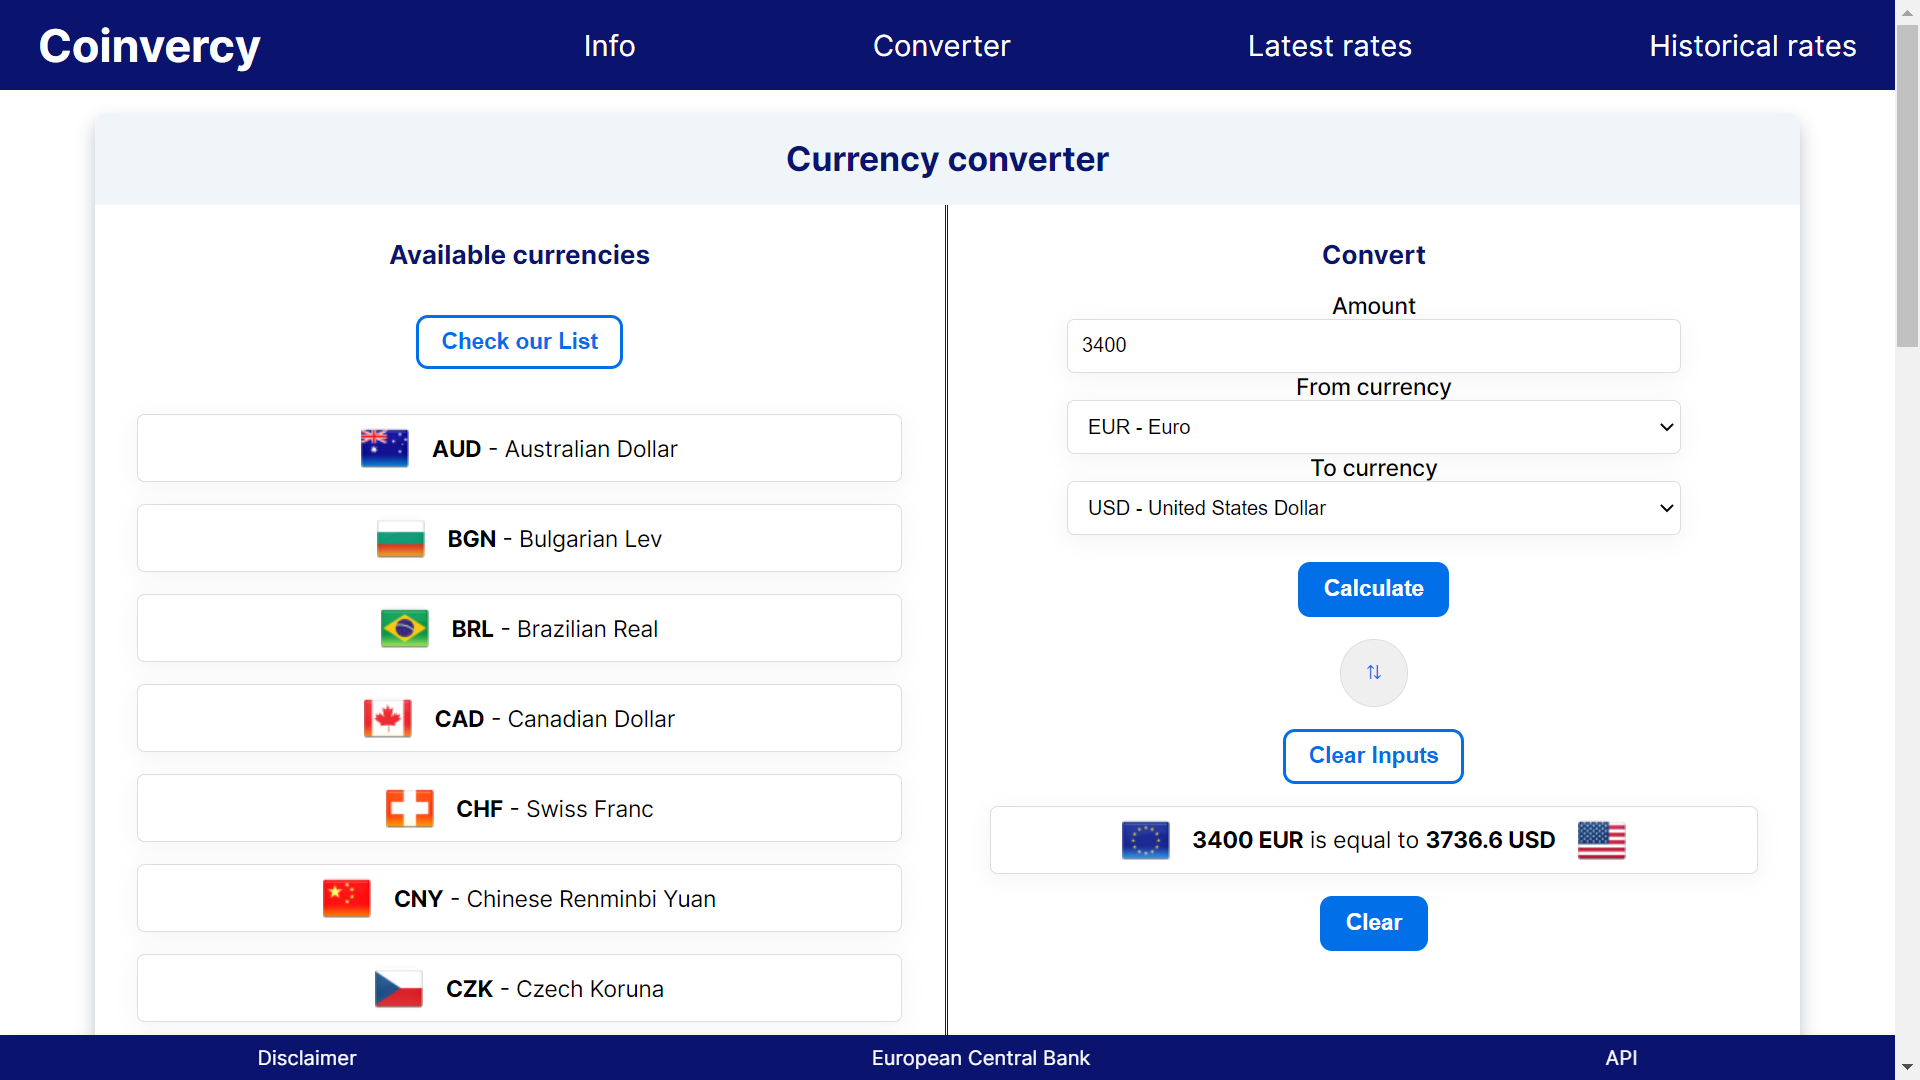 Coinvercy
Info
Converter
Latest rates
Historical rates
Currency converter
Available currencies
Check our List
AUD - Australian Dollar
BGN - Bulgarian Lev
BRL - Brazilian Real
CAD - Canadian Dollar
CHF - Swiss Franc
CNY - Chinese Renminbi Yuan
CZK - Czech Koruna
Convert
Amount
3400
From currency
EUR - Euro
To currency
USD - United States Dollar
Calculate
Clear Inputs
3400 EUR is equal to 3736.6 USD
Clear
Disclaimer
European Central Bank
API